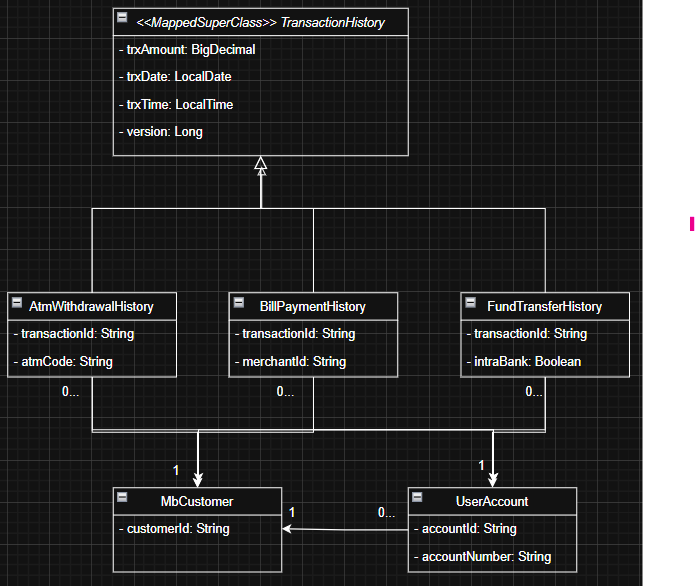 <<MappedSuperClass>> TransactionHistory
- trxAmount: BigDecimal
- trxDate: LocalDate
- trxTime: LocalTime
- version: Long
AtmWithdrawalHistory
- transactionId: String
- atmCode: String
BillPaymentHistory
- transactionId: String
- merchantId: String
FundTransferHistory
- transactionId: String
- intraBank: Boolean
0...
0...
0...
1
1
MbCustomer
- customerId: String
1
0...
UserAccount
- accountId: String
- accountNumber: String